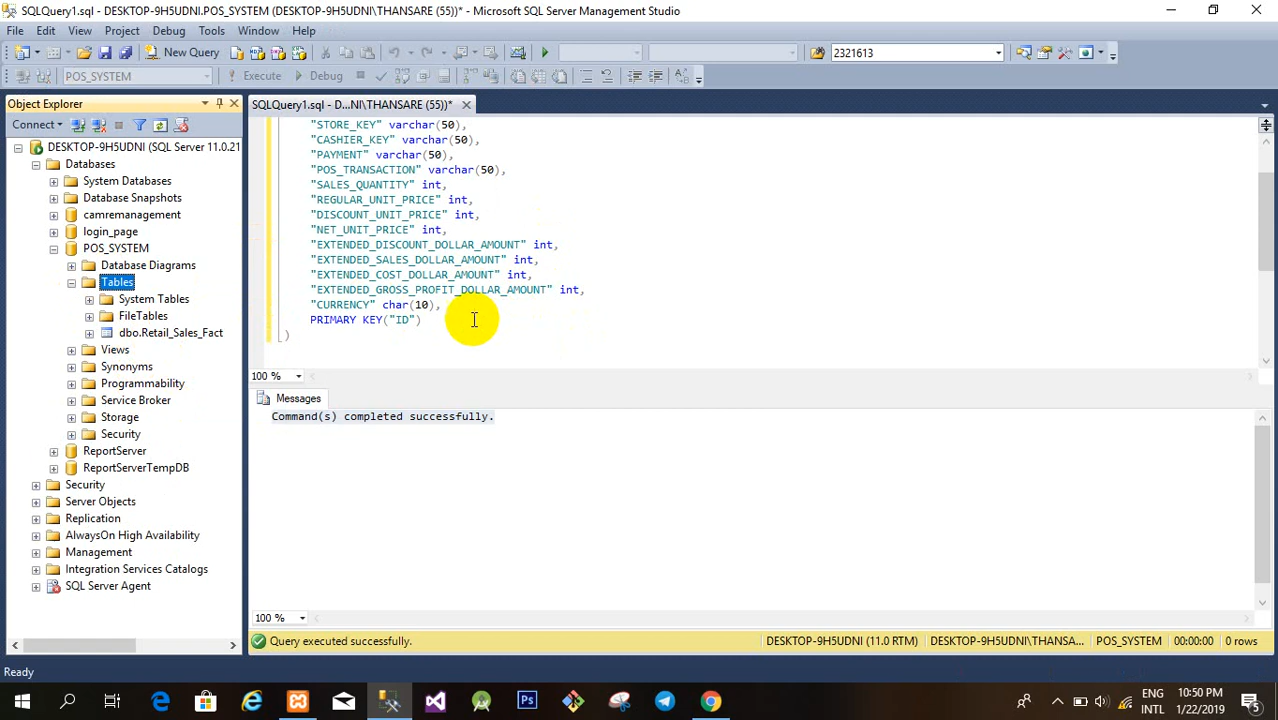 SQLQuery1.sql - DESKTOP-9H5UDNI.POS_SYSTEM (DESKTOP-9H5UDNI\THANSARE (55))* - Microsoft SQL Server Management Studio
File Edit View Project Debug Tools Window Help
New Query 2321613
POS_SYSTEM Execute Debug
Object Explorer
SQLQuery1.sql - D...NI\THANSARE (55))*
Connect
DESKTOP-9H5UDNI (SQL Server 11.0.21
Databases
System Databases
Database Snapshots
camremanagement
login_page
POS_SYSTEM
Database Diagrams
Tables
System Tables
FileTables
dbo.Retail_Sales_Fact
Views
Synonyms
Programmability
Service Broker
Storage
Security
ReportServer
ReportServerTempDB
Security
Server Objects
Replication
AlwaysOn High Availability
Management
Integration Services Catalogs
SQL Server Agent
"STORE_KEY" varchar(50),
"CASHIER_KEY" varchar(50),
"PAYMENT" varchar(50),
"POS_TRANSACTION" varchar(50),
"SALES_QUANTITY" int,
"REGULAR_UNIT_PRICE" int,
"DISCOUNT_UNIT_PRICE" int,
"NET_UNIT_PRICE" int,
"EXTENDED_DISCOUNT_DOLLAR_AMOUNT" int,
"EXTENDED_SALES_DOLLAR_AMOUNT" int,
"EXTENDED_COST_DOLLAR_AMOUNT" int,
"EXTENDED_GROSS_PROFIT_DOLLAR_AMOUNT" int,
"CURRENCY" char(10),
PRIMARY KEY("ID")
)
100 %
Messages
Command(s) completed successfully.
100 %
Query executed successfully. DESKTOP-9H5UDNI (11.0 RTM) DESKTOP-9H5UDNI\THANSA... POS_SYSTEM 00:00:00 0 rows
Ready
ENG 10:50 PM
INTL 1/22/2019 5